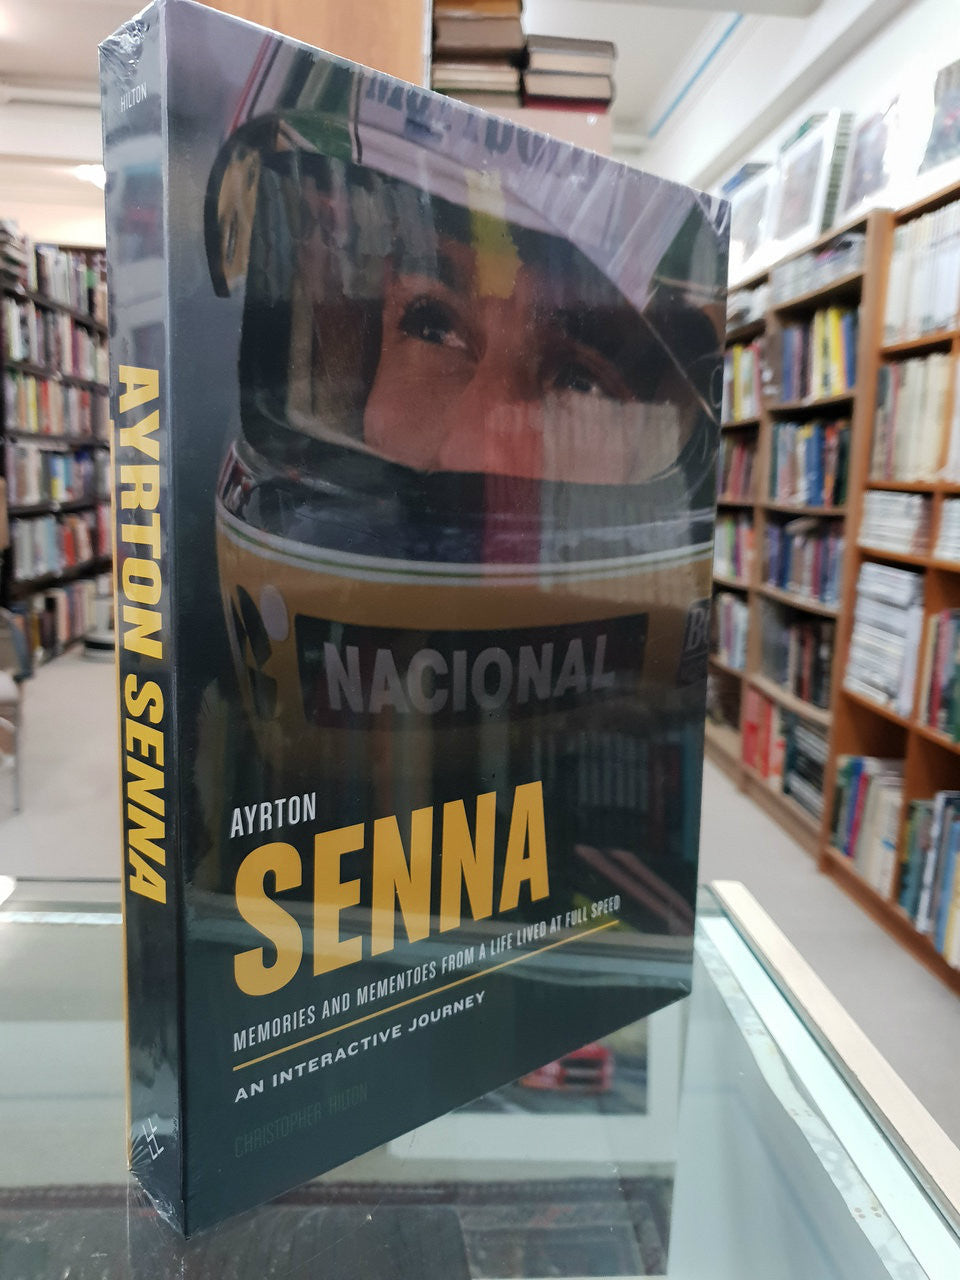 HILTON
AYRTON SENNA
NACIONAL
AYRTON
SENNA
MEMORIES AND MEMENTOES FROM A LIFE LIVED AT FULL SPEED
AN INTERACTIVE JOURNEY
CHRISTOPHER HILTON